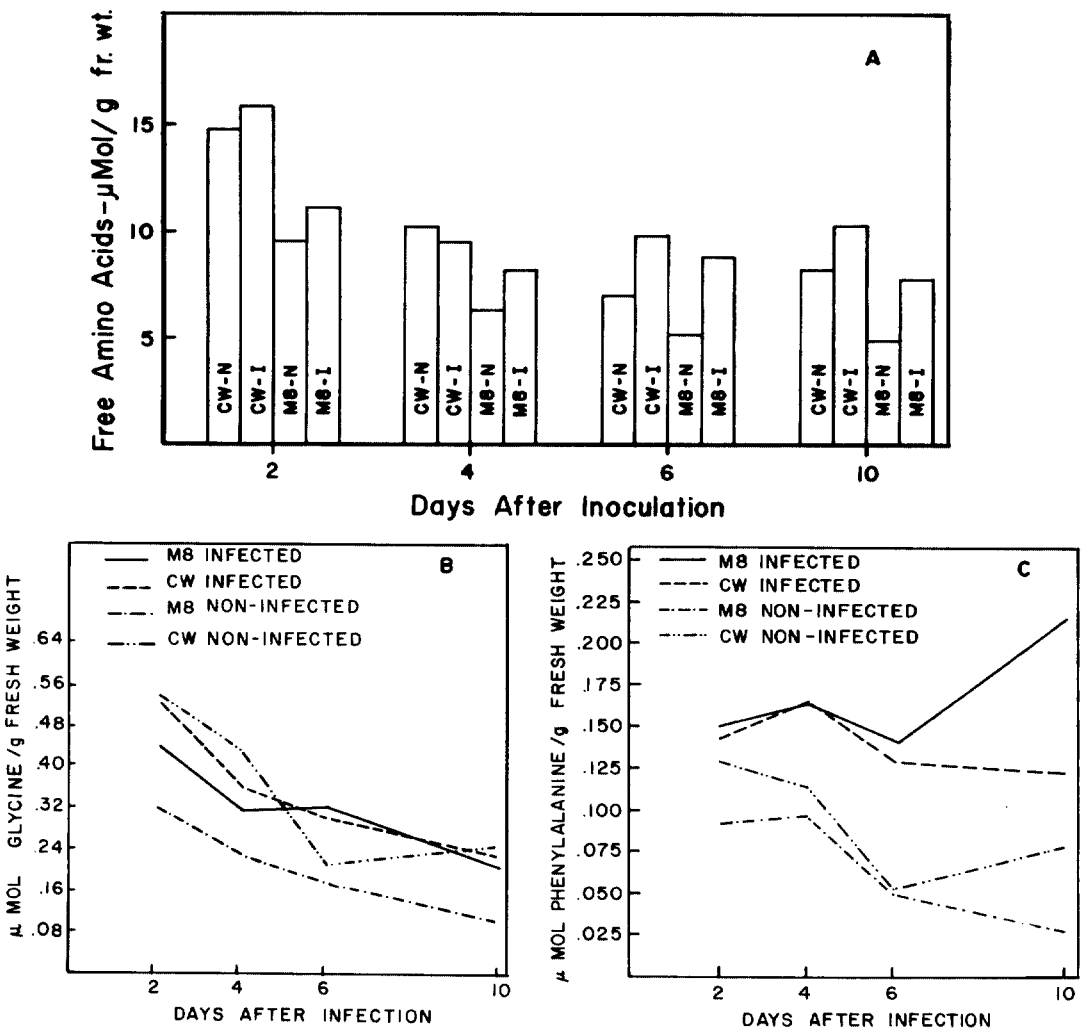 A
Free Amino Acids-µMol/g fr. wt.
15
10
5
CW-N
CW-I
M8-N
M8-I
CW-N
CW-I
M8-N
M8-I
CW-N
CW-I
M8-N
M8-I
CW-N
CW-I
M8-N
M8-I
2
4
6
10
Days After Inoculation
B
M8 INFECTED
CW INFECTED
M8 NON-INFECTED
CW NON-INFECTED
µ MOL GLYCINE/g FRESH WEIGHT
.64
.56
.48
.40
.32
.24
.16
.08
2
4
6
10
DAYS AFTER INFECTION
C
M8 INFECTED
CW INFECTED
M8 NON-INFECTED
CW NON-INFECTED
µ MOL PHENYLALANINE/g FRESH WEIGHT
.250
.225
.200
.175
.150
.125
.100
.075
.050
.025
2
4
6
10
DAYS AFTER INFECTION